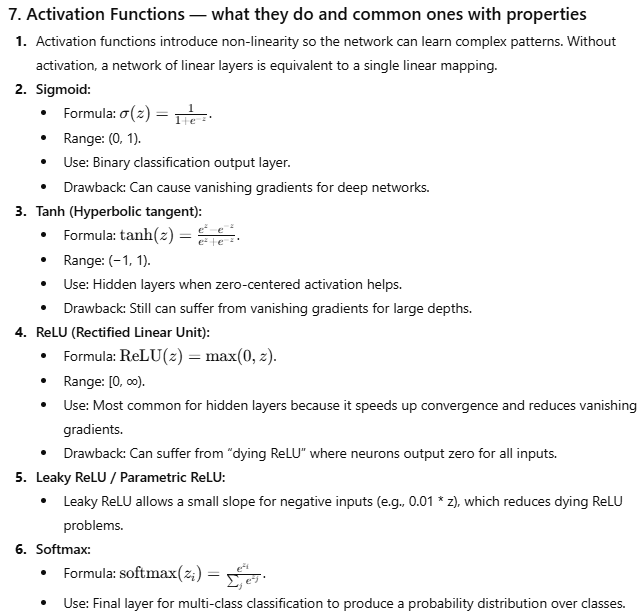 7. Activation Functions — what they do and common ones with properties
1. Activation functions introduce non-linearity so the network can learn complex patterns. Without
activation, a network of linear layers is equivalent to a single linear mapping.
2. Sigmoid:
• Formula: σ(z) = 1/(1+e^{-z}).
• Range: (0, 1).
• Use: Binary classification output layer.
• Drawback: Can cause vanishing gradients for deep networks.
3. Tanh (Hyperbolic tangent):
• Formula: tanh(z) = (e^z−e^{−z})/(e^z+e^{−z}).
• Range: (−1, 1).
• Use: Hidden layers when zero-centered activation helps.
• Drawback: Still can suffer from vanishing gradients for large depths.
4. ReLU (Rectified Linear Unit):
• Formula: ReLU(z) = max(0, z).
• Range: [0, ∞).
• Use: Most common for hidden layers because it speeds up convergence and reduces vanishing
gradients.
• Drawback: Can suffer from “dying ReLU” where neurons output zero for all inputs.
5. Leaky ReLU / Parametric ReLU:
• Leaky ReLU allows a small slope for negative inputs (e.g., 0.01 * z), which reduces dying ReLU
problems.
6. Softmax:
• Formula: softmax(z_i) = e^{z_i}/∑_j e^{z_j}.
• Use: Final layer for multi-class classification to produce a probability distribution over classes.